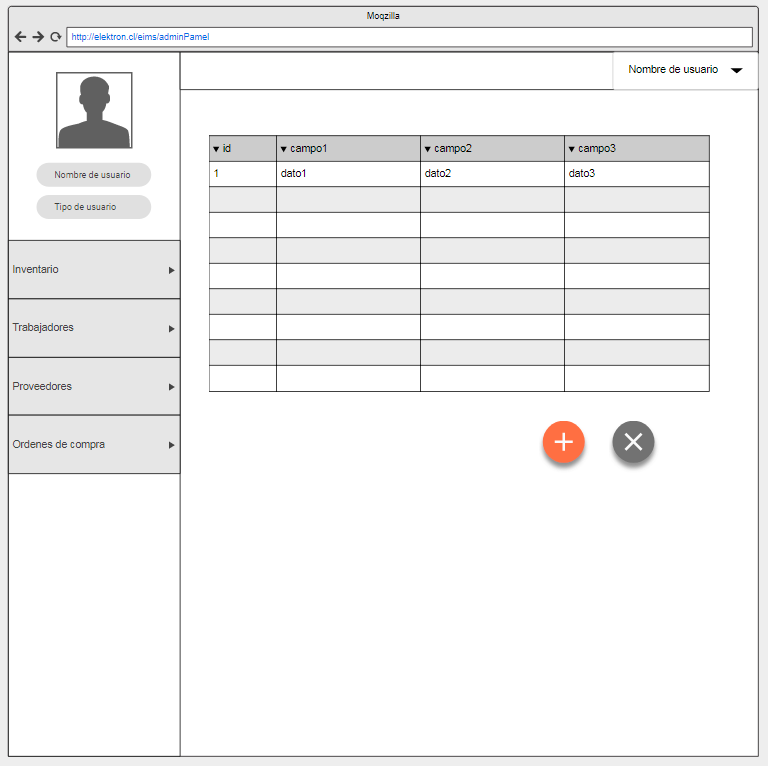 Moqzilla
http://elektron.cl/eims/adminPamel
Nombre de usuario
Nombre de usuario
Tipo de usuario
Inventario
Trabajadores
Proveedores
Ordenes de compra
id campo1 campo2 campo3
1 dato1 dato2 dato3